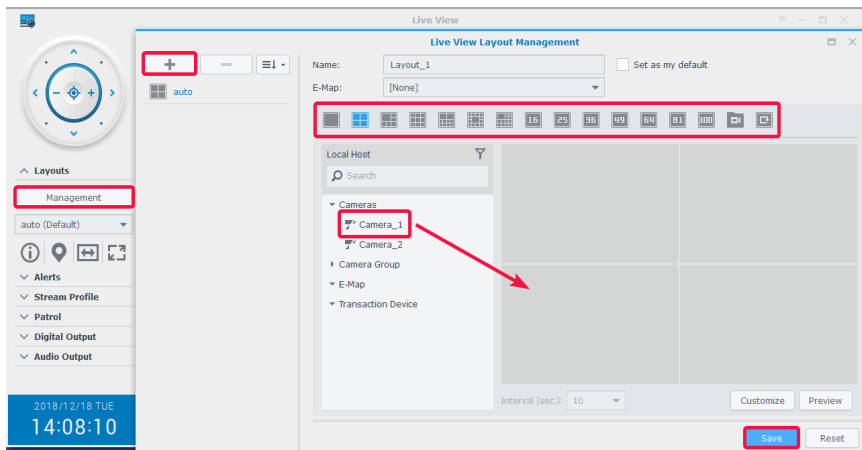 Live View
Live View Layout Management
Name: Layout_1 Set as my default
E-Map: [None]
auto
16 25 36 49 64 81 100
Layouts
Management
auto (Default)
Alerts
Stream Profile
Patrol
Digital Output
Audio Output
2018/12/18 TUE
14:08:10
Local Host
Search
Cameras
Camera_1
Camera_2
Camera Group
E-Map
Transaction Device
Interval (sec.): 10
Customize Preview
Save Reset